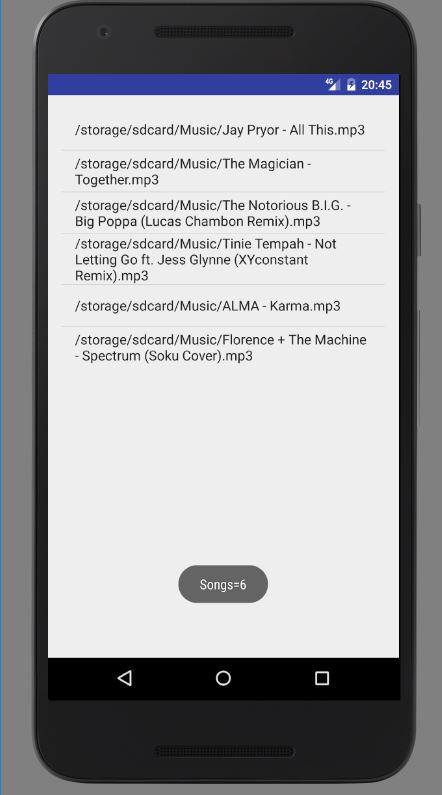 4G 20:45
/storage/sdcard/Music/Jay Pryor - All This.mp3
/storage/sdcard/Music/The Magician -
Together.mp3
/storage/sdcard/Music/The Notorious B.I.G. -
Big Poppa (Lucas Chambon Remix).mp3
/storage/sdcard/Music/Tinie Tempah - Not
Letting Go ft. Jess Glynne (XYconstant
Remix).mp3
/storage/sdcard/Music/ALMA - Karma.mp3
/storage/sdcard/Music/Florence + The Machine
- Spectrum (Soku Cover).mp3
Songs=6